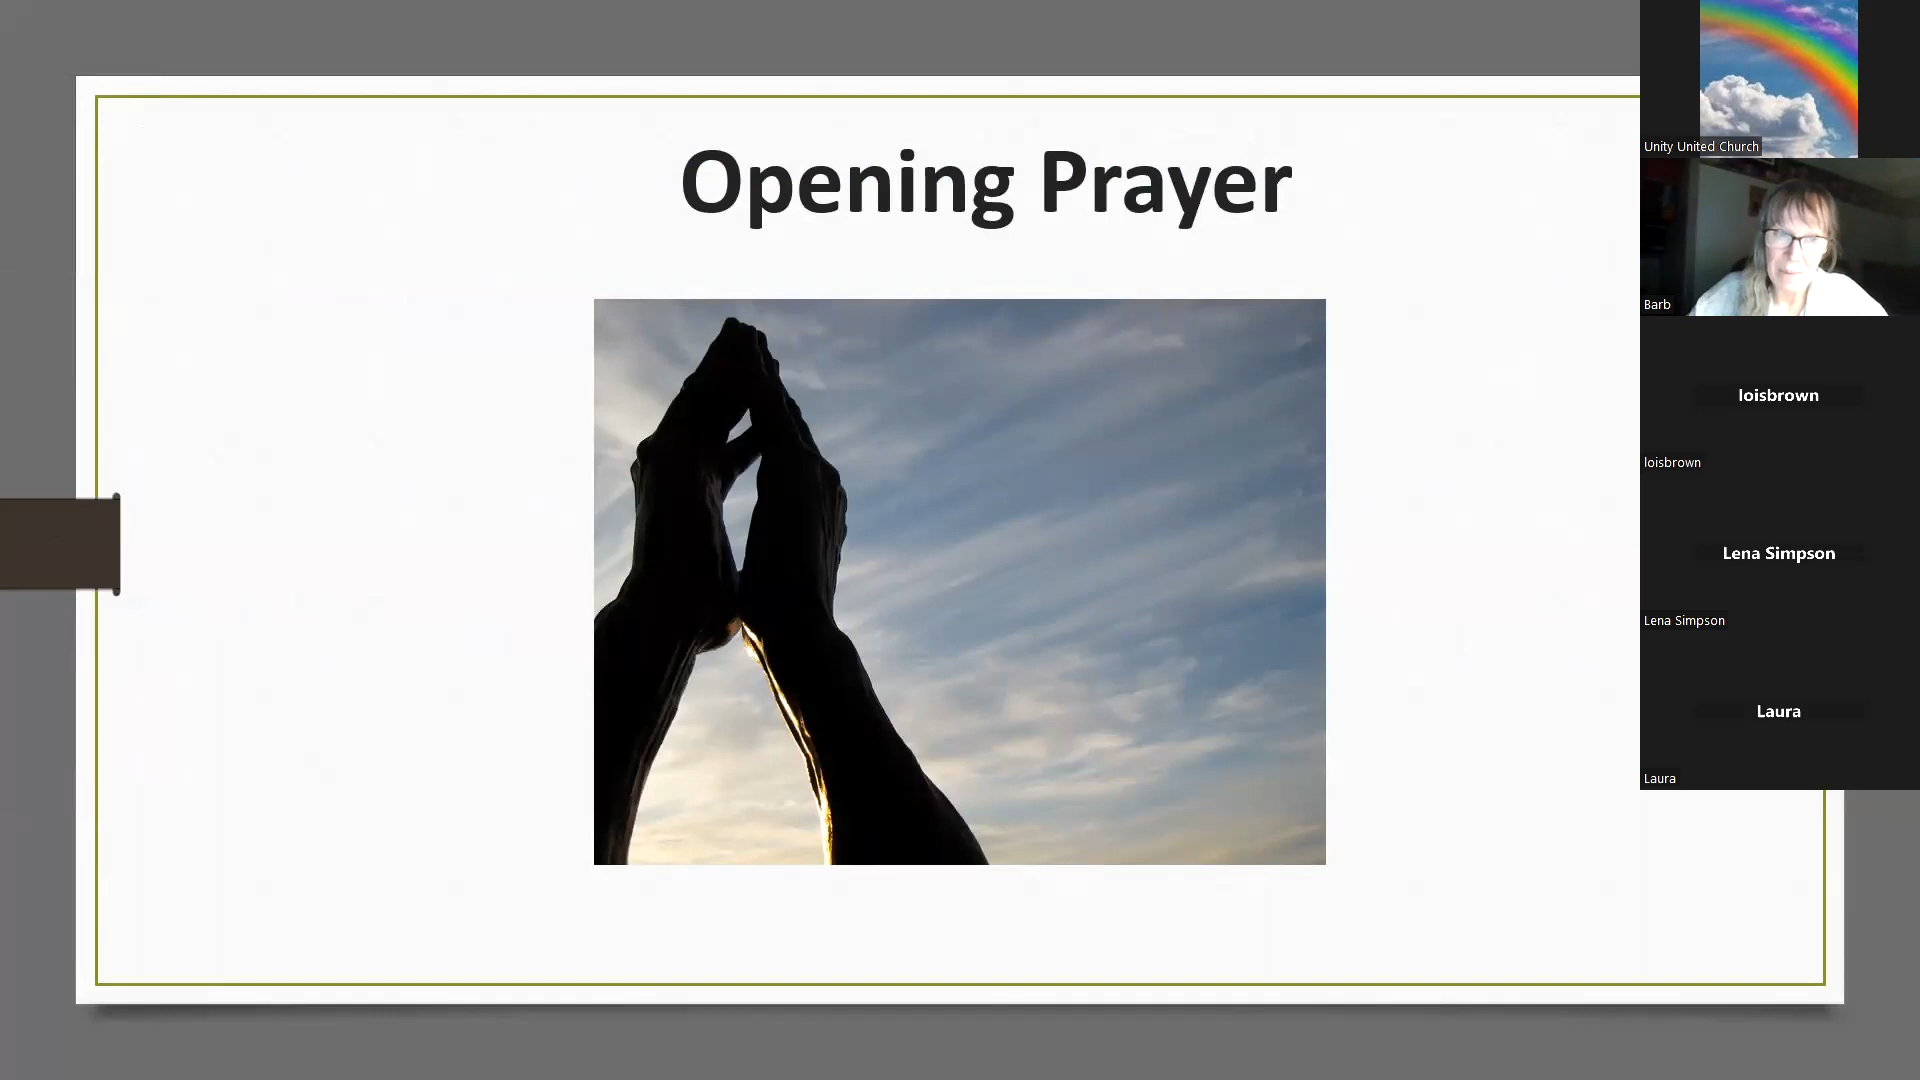 Opening Prayer
Unity United Church
Barb
loisbrown
loisbrown
Lena Simpson
Lena Simpson
Laura
Laura